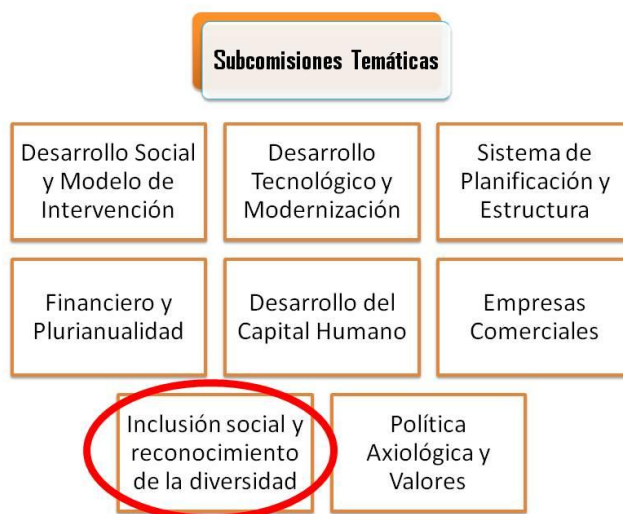 Subcomisiones Temáticas
Desarrollo Social
y Modelo de
Intervención
Desarrollo
Tecnológico y
Modernización
Sistema de
Planificación y
Estructura
Financiero y
Plurianualidad
Desarrollo del
Capital Humano
Empresas
Comerciales
Inclusión social y
reconocimiento
de la diversidad
Política
Axiológica y
Valores